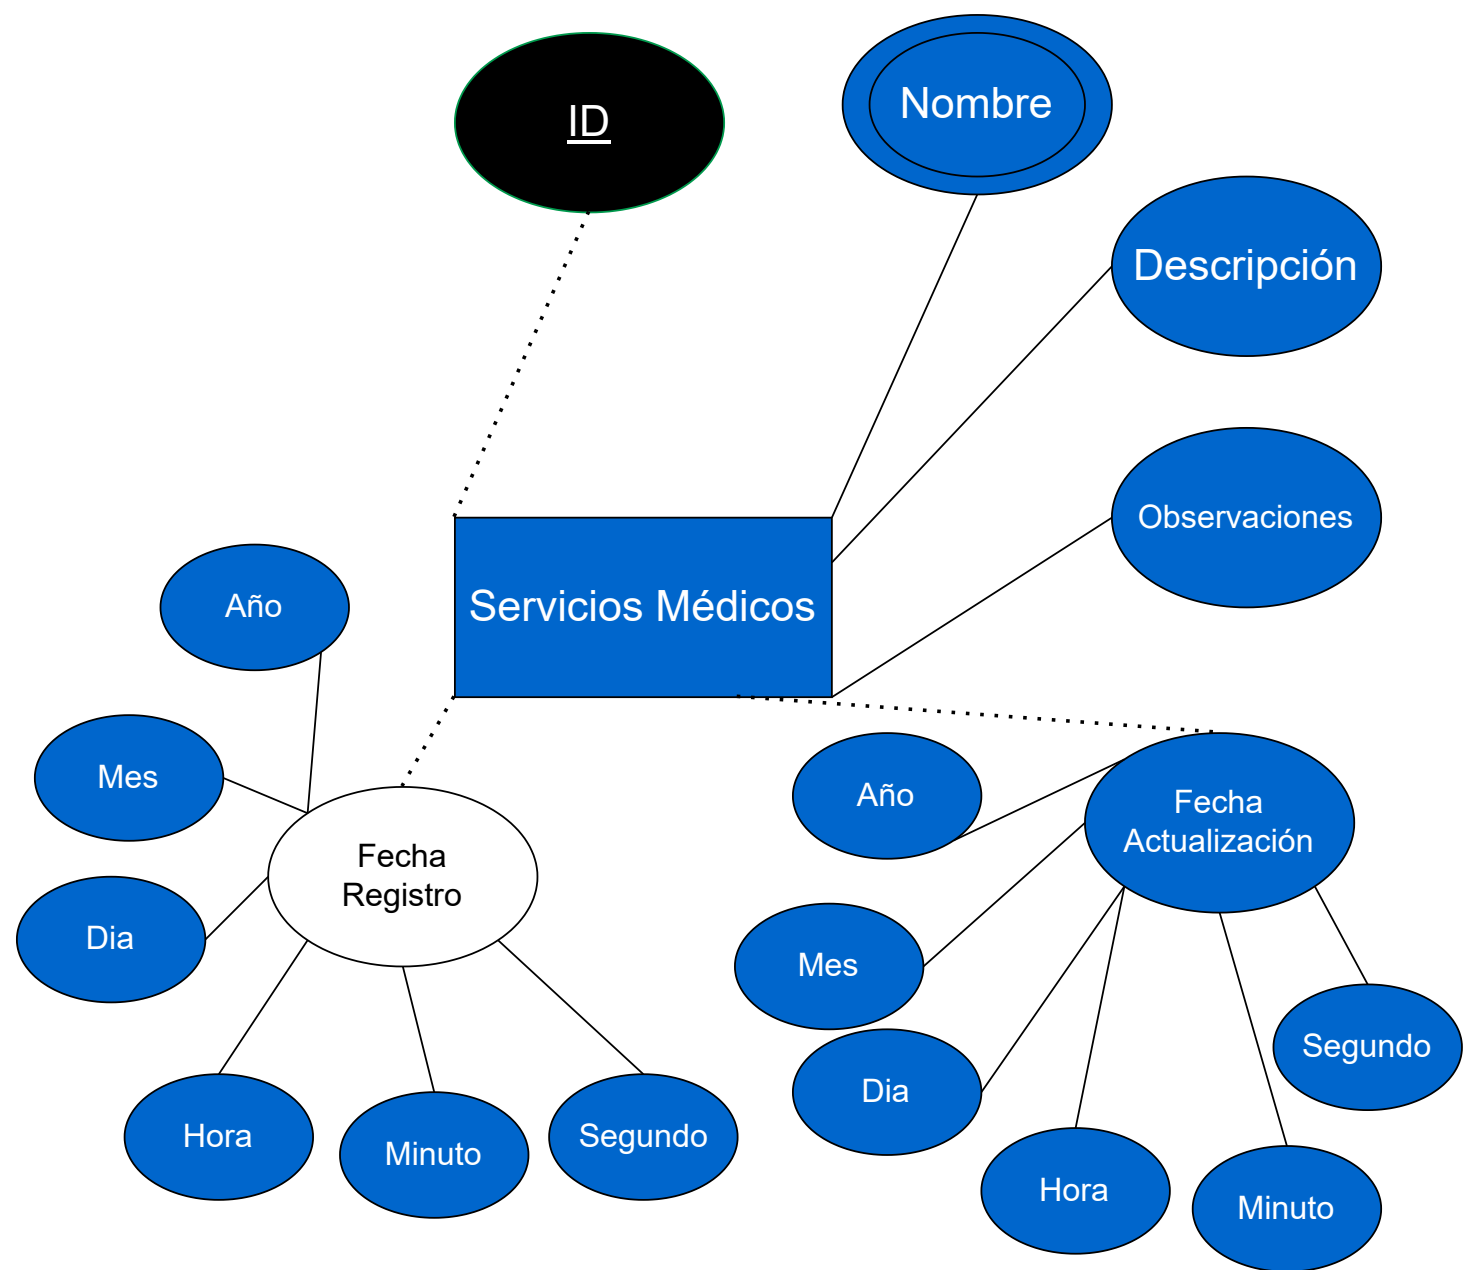 ID
Nombre
Descripción
Observaciones
Servicios Médicos
Año
Mes
Dia
Fecha
Registro
Hora
Minuto
Segundo
Año
Fecha
Actualización
Mes
Dia
Hora
Minuto
Segundo